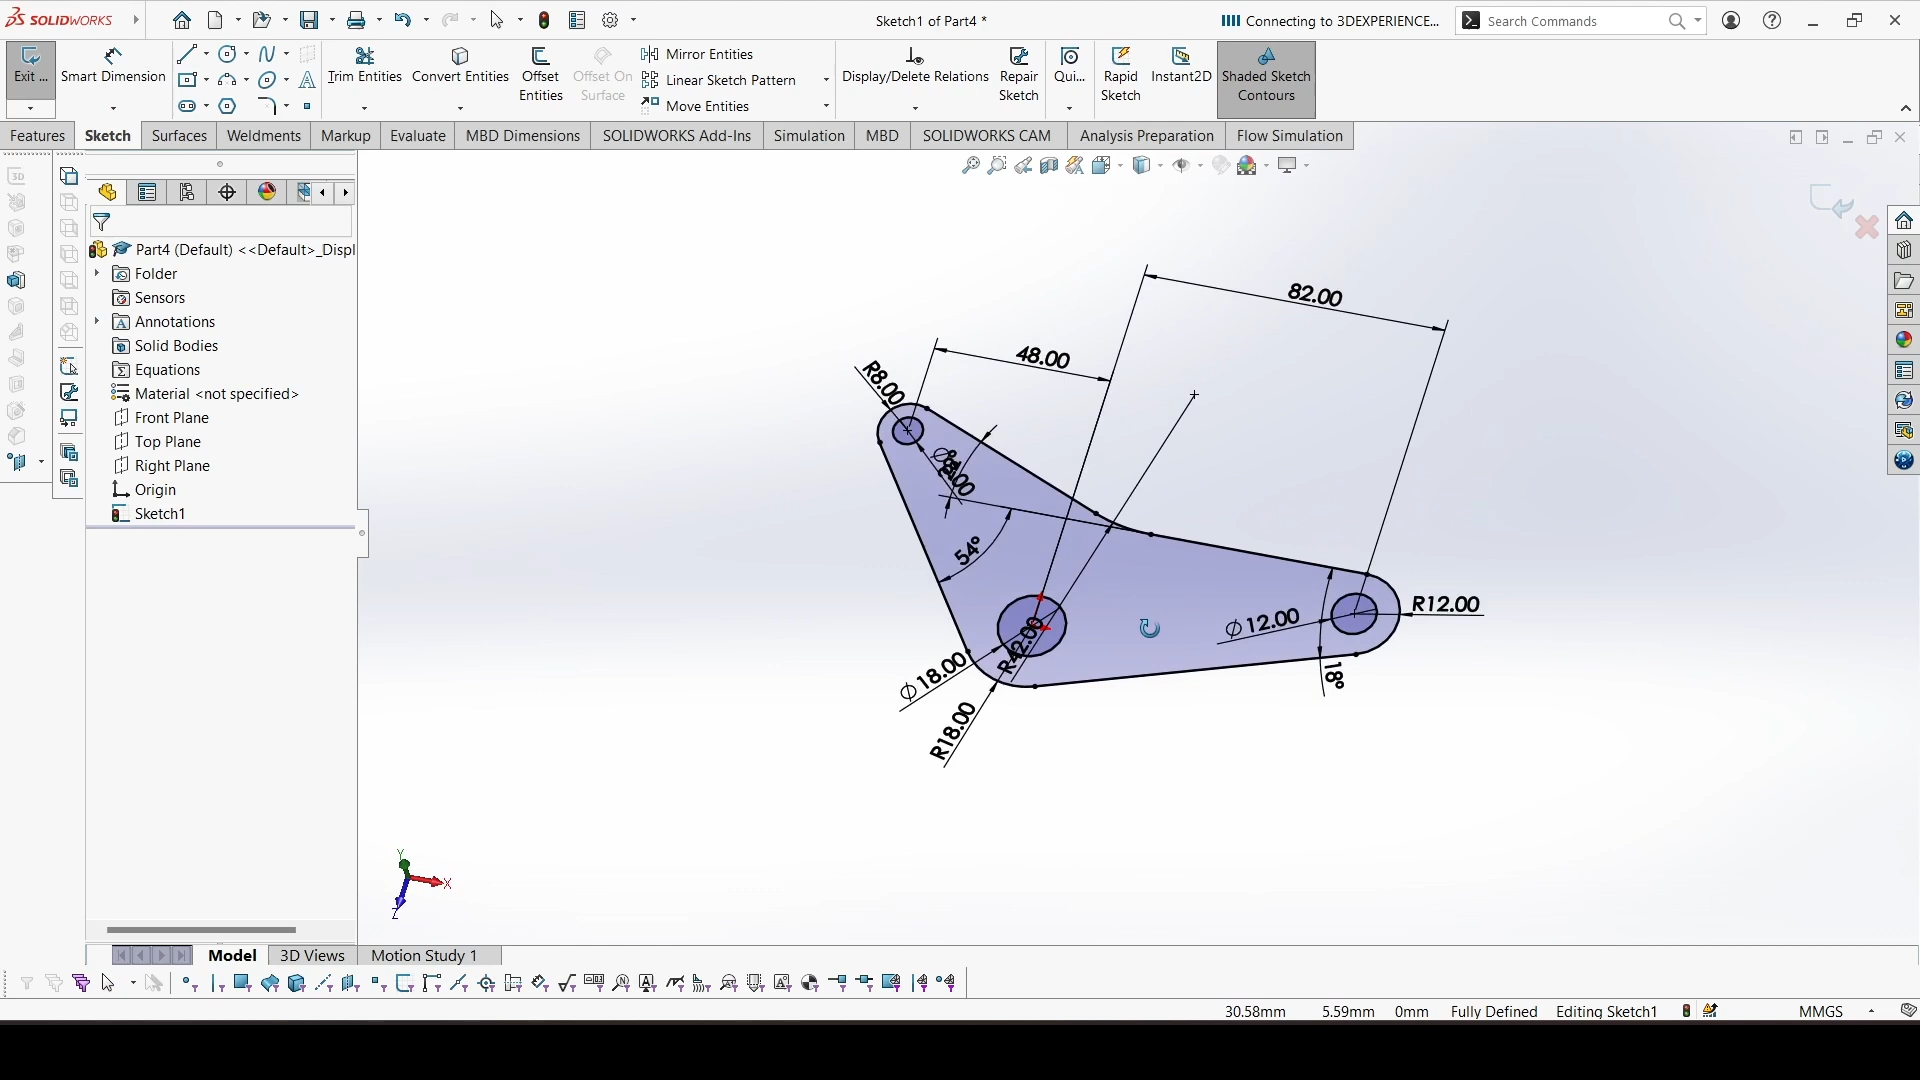 SOLIDWORKS
Sketch1 of Part4 *
Connecting to 3DEXPERIENCE...
Search Commands
Exit ...
Smart Dimension
Trim Entities
Convert Entities
Offset Entities
Offset On Surface
Mirror Entities
Linear Sketch Pattern
Move Entities
Display/Delete Relations
Repair Sketch
Qui...
Rapid Sketch
Instant2D
Shaded Sketch Contours
Features
Sketch
Surfaces
Weldments
Markup
Evaluate
MBD Dimensions
SOLIDWORKS Add-Ins
Simulation
MBD
SOLIDWORKS CAM
Analysis Preparation
Flow Simulation
Part4 (Default) <<Default>_Displ
Folder
Sensors
Annotations
Solid Bodies
Equations
Material <not specified>
Front Plane
Top Plane
Right Plane
Origin
Sketch1
82.00
48.00
R8.00
54°
R12.00
∅12.00
R42.00
∅18.00
18°
R18.00
Y
X
Z
Model
3D Views
Motion Study 1
30.58mm
5.59mm
0mm
Fully Defined
Editing Sketch1
MMGS